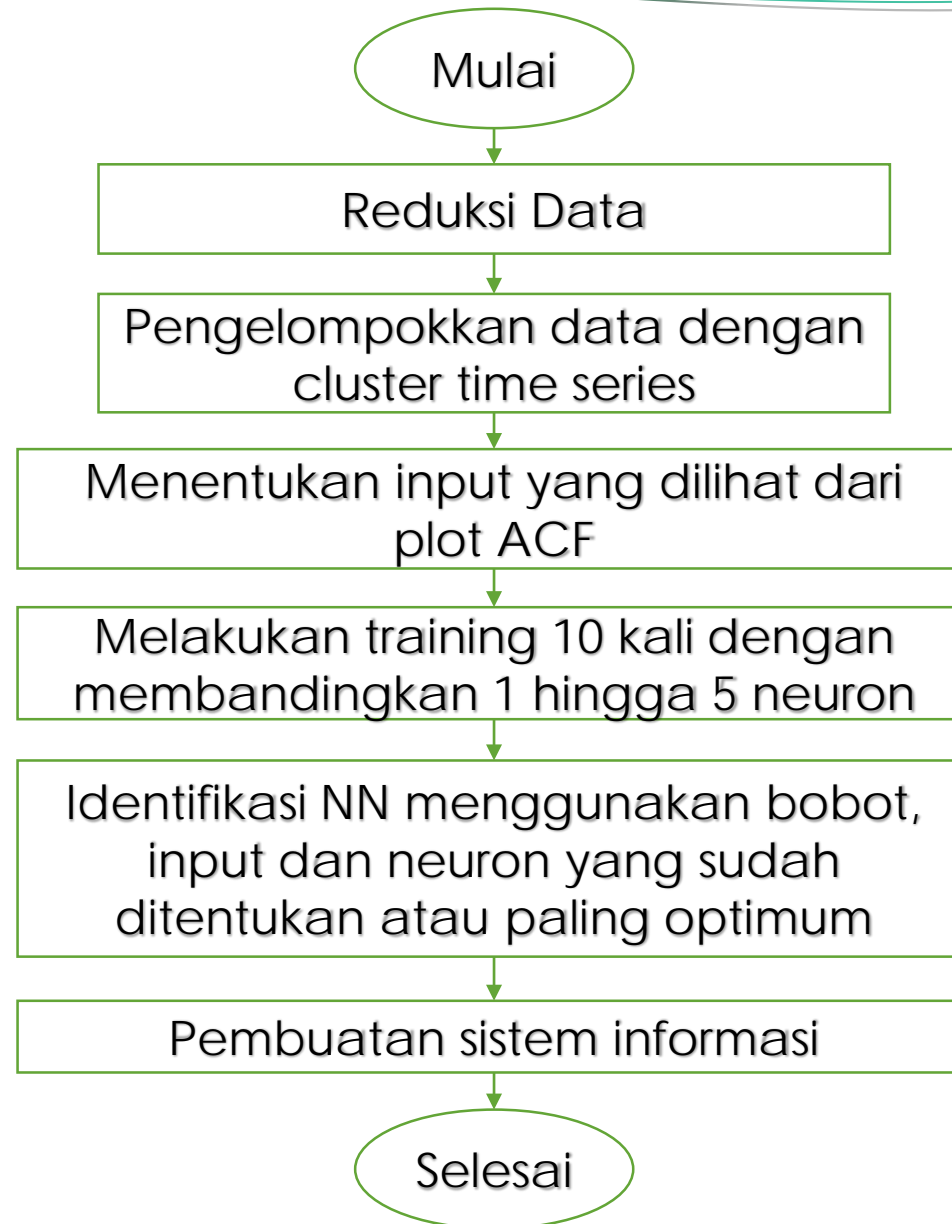 Mulai
Reduksi Data
Pengelompokkan data dengan
cluster time series
Menentukan input yang dilihat dari
plot ACF
Melakukan training 10 kali dengan
membandingkan 1 hingga 5 neuron
Identifikasi NN menggunakan bobot,
input dan neuron yang sudah
ditentukan atau paling optimum
Pembuatan sistem informasi
Selesai